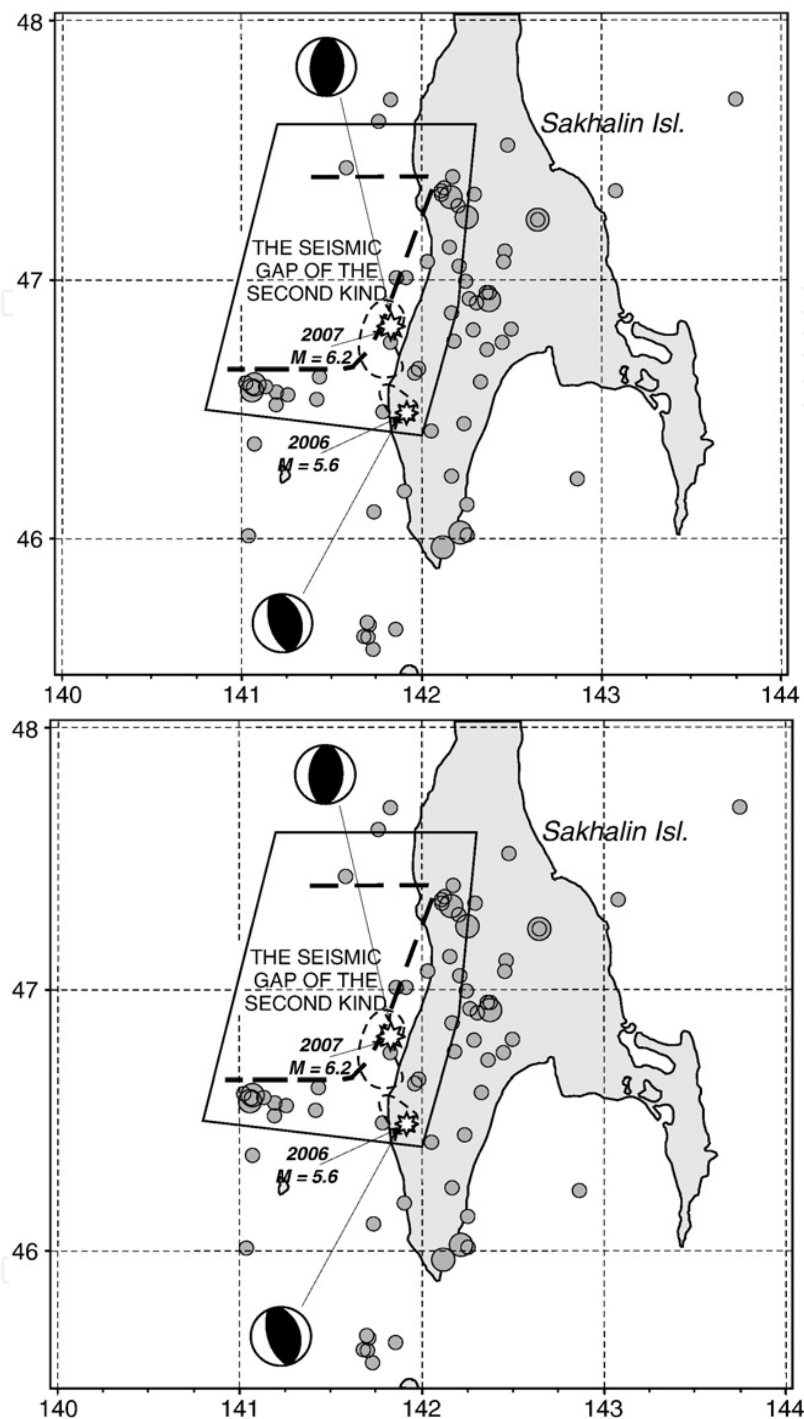 48
Sakhalin Isl.
THE SEISMIC
GAP OF THE
SECOND KIND
47
2007
M = 6.2
2006
M = 5.6
46
140
141
142
143
144
48
Sakhalin Isl.
THE SEISMIC
GAP OF THE
SECOND KIND
47
2007
M = 6.2
2006
M = 5.6
46
140
141
142
143
144